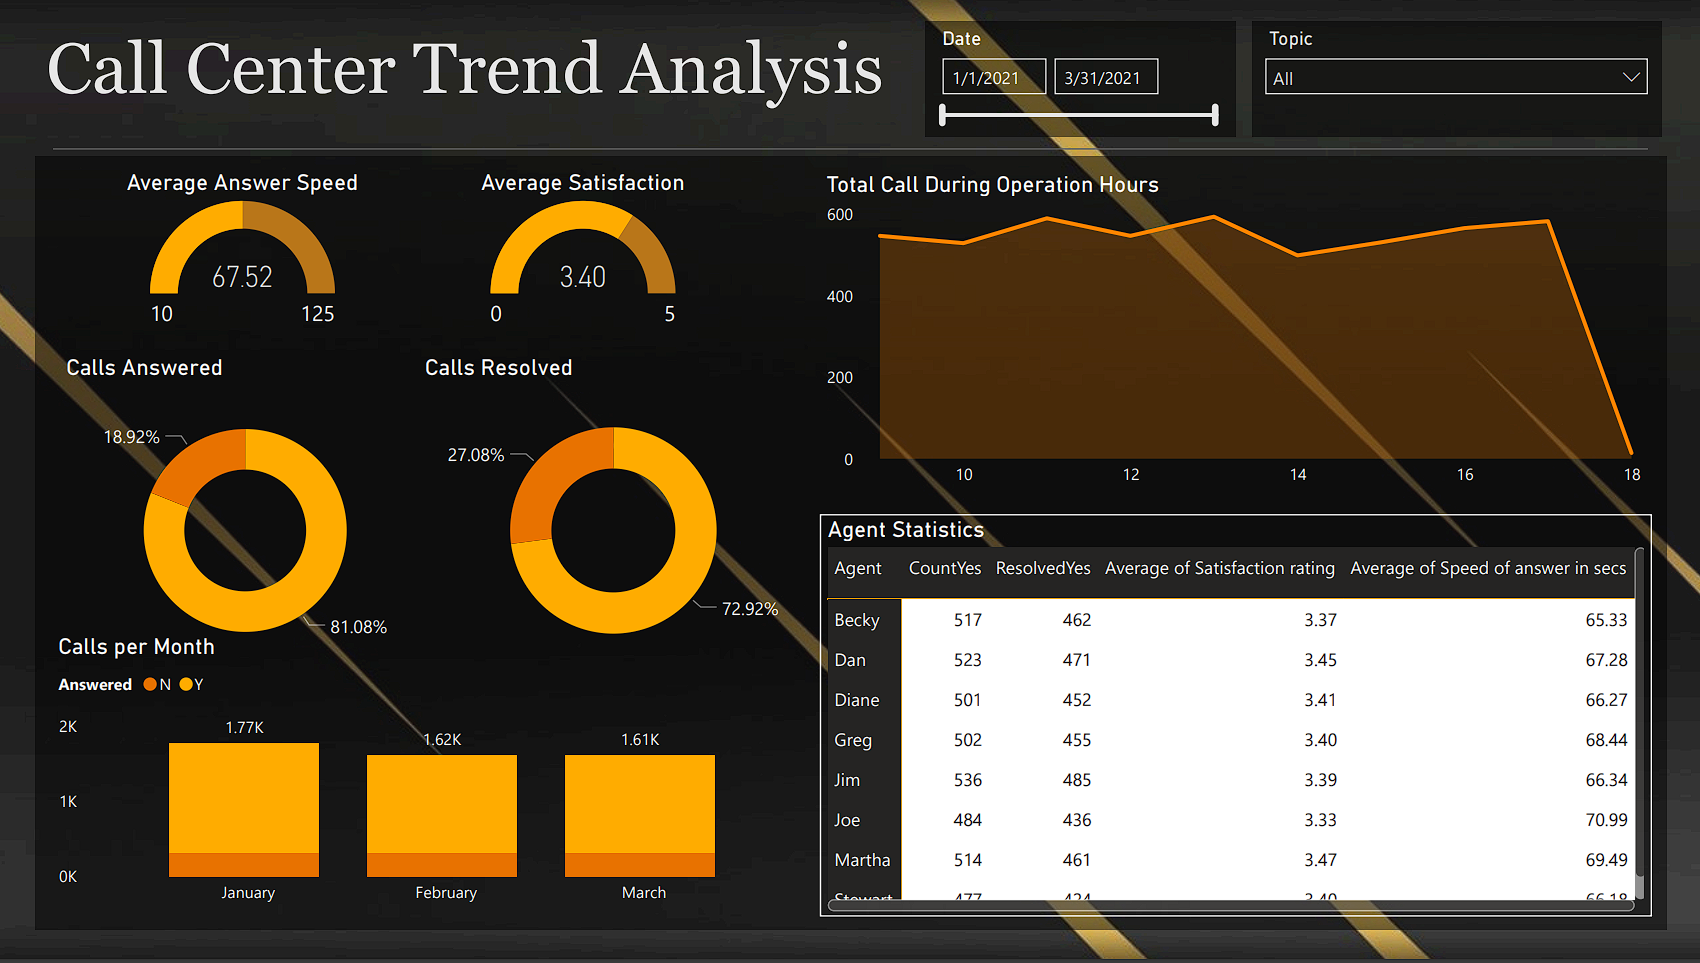 Call Center Trend Analysis
Date
1/1/2021 3/31/2021
Topic
All
Average Answer Speed
67.52
10 125
Average Satisfaction
3.40
0 5
Total Call During Operation Hours
600
400
200
0
10 12 14 16 18
Calls Answered
18.92%
81.08%
Calls Resolved
27.08%
72.92%
Calls per Month
Answered N Y
2K
1K
0K
1.77K 1.62K 1.61K
January February March
Agent Statistics
Agent CountYes ResolvedYes Average of Satisfaction rating Average of Speed of answer in secs
Becky 517 462 3.37 65.33
Dan 523 471 3.45 67.28
Diane 501 452 3.41 66.27
Greg 502 455 3.40 68.44
Jim 536 485 3.39 66.34
Joe 484 436 3.33 70.99
Martha 514 461 3.47 69.49
Stewart 477 424 3.40 66.18